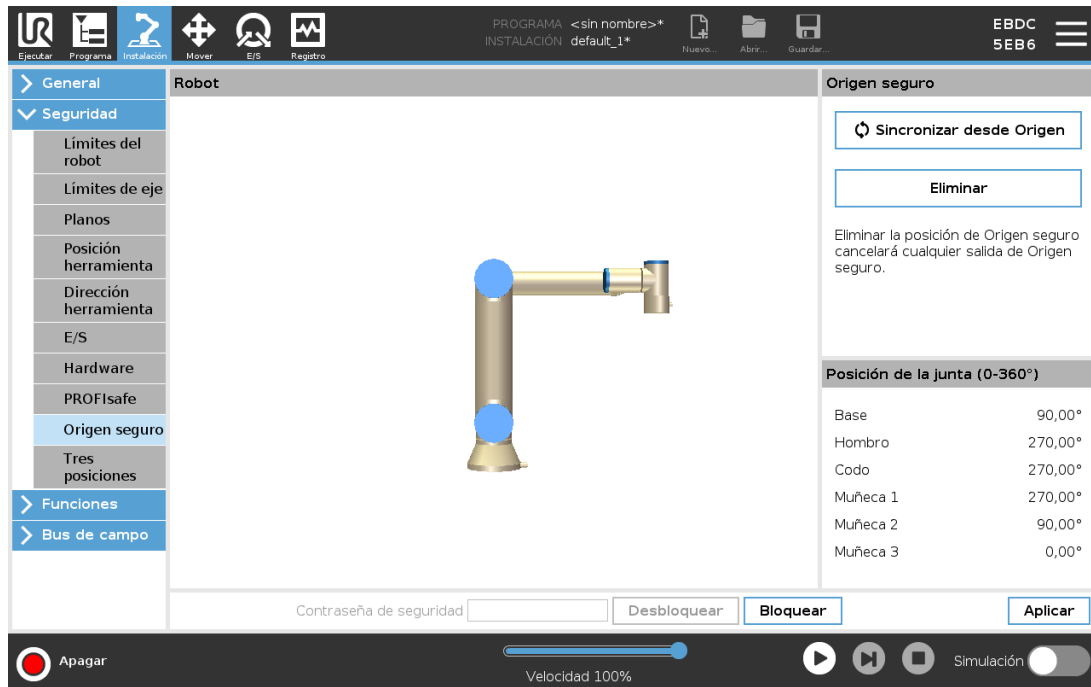 UR
Ejecutar
Programa
Instalación
Mover
E/S
Registro
PROGRAMA <sin nombre>*
INSTALACIÓN default_1*
Nuevo...
Abrir...
Guardar...
EBDC
5EB6
General
Seguridad
Límites del
robot
Límites de eje
Planos
Posición
herramienta
Dirección
herramienta
E/S
Hardware
PROFIsafe
Origen seguro
Tres
posiciones
Funciones
Bus de campo
Robot
Origen seguro
Sincronizar desde Origen
Eliminar
Eliminar la posición de Origen seguro
cancelará cualquier salida de Origen
seguro.
Posición de la junta (0-360°)
Base 90,00°
Hombro 270,00°
Codo 270,00°
Muñeca 1 270,00°
Muñeca 2 90,00°
Muñeca 3 0,00°
Contraseña de seguridad
Desbloquear
Bloquear
Aplicar
Apagar
Velocidad 100%
Simulación